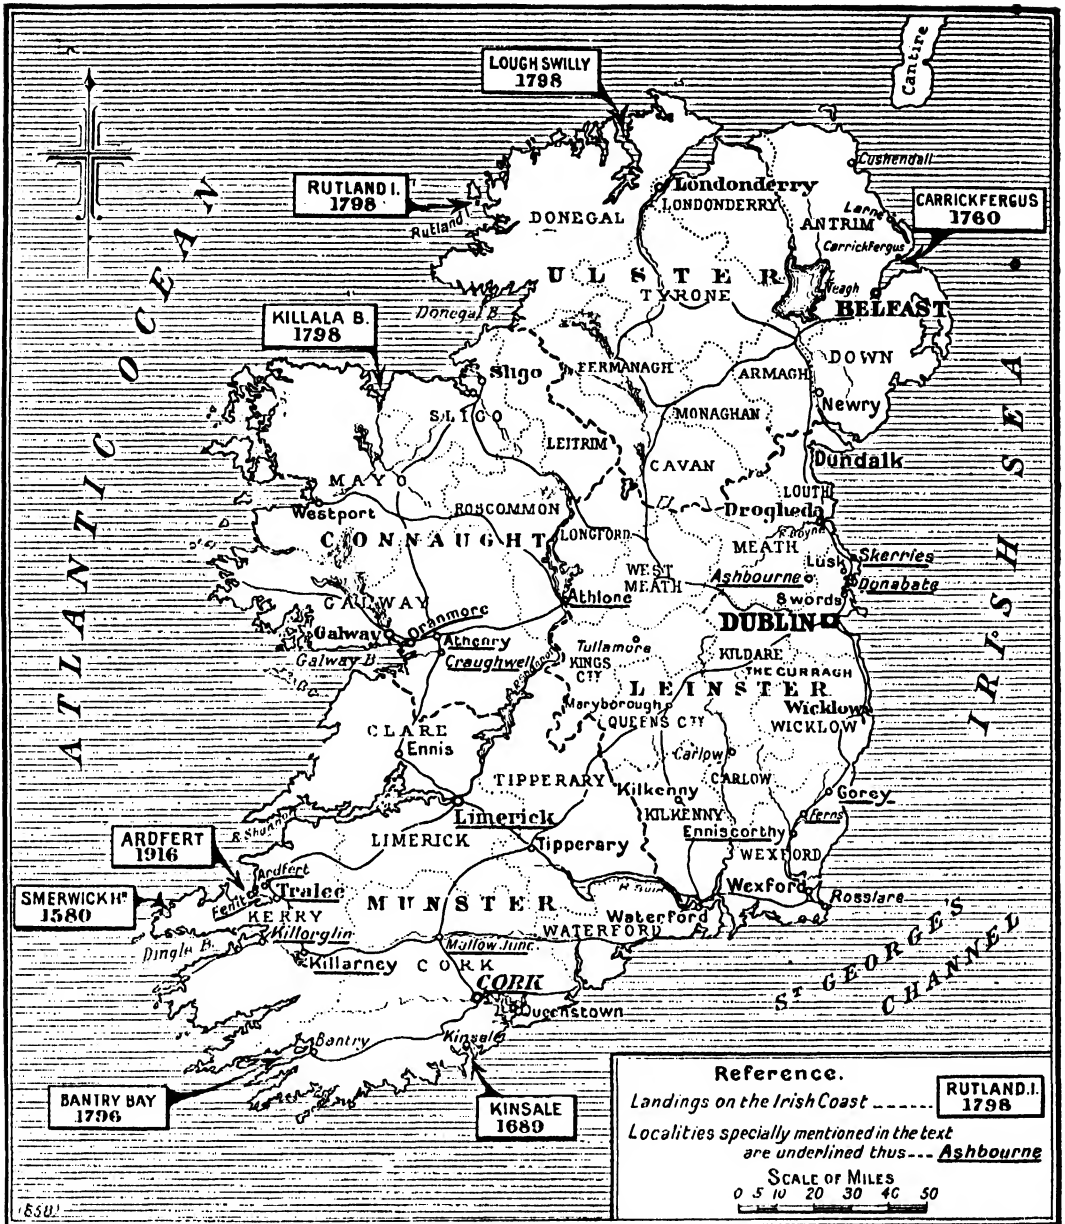 Cantire
LOUGH SWILLY
1798
Cushendall
RUTLAND I.
1798
Rutland I.
Londonderry
LONDONDERRY
DONEGAL
Larne
ANTRIM
Carrickfergus
CARRICKFERGUS
1760
ULSTER
TYRONE
Neagh
BELFAST
Donegal B.
KILLALA B.
1798
DOWN
FERMANAGH
ARMAGH
Sligo
SLIGO
MONAGHAN
Newry
LEITRIM
Dundalk
CAVAN
MAYO
Westport
ROSCOMMON
LOUTH
Drogheda
R. Boyne
CONNAUGHT
LONGFORD
MEATH
Lusk
Skerries
WEST
MEATH
Ashbourne
Donabate
Swords
Athlone
DUBLIN
GALWAY
Oranmore
Galway
Athenry
Galway B.
Craughwell
Tullamore
KINGS
CTY
KILDARE
THE CURRAGH
R. Shannon
LEINSTER
Maryborough
QUEENS CTY
Wicklow
WICKLOW
CLARE
Ennis
Carlow
CARLOW
TIPPERARY
Kilkenny
KILKENNY
Gorey
Ferns
Limerick
R. Shannon
LIMERICK
Enniscorthy
Tipperary
WEXFORD
ARDFERT
1916
Ardfert
Fenit
Tralee
R. Suir
Wexford
Rosslare
SMERWICK Hr.
1580
KERRY
MUNSTER
Waterford
WATERFORD
Dingle B.
Killorglin
Mallow Junc.
Killarney
CORK
CORK
Queenstown
Bantry
Kinsale
BANTRY BAY
1796
KINSALE
1689
ATLANTIC OCEAN
IRISH SEA
ST GEORGE'S
CHANNEL
Reference.
Landings on the Irish Coast ------
RUTLAND.I.
1798
Localities specially mentioned in the text
are underlined thus--- Ashbourne
SCALE OF MILES
0 5 10 20 30 40 50